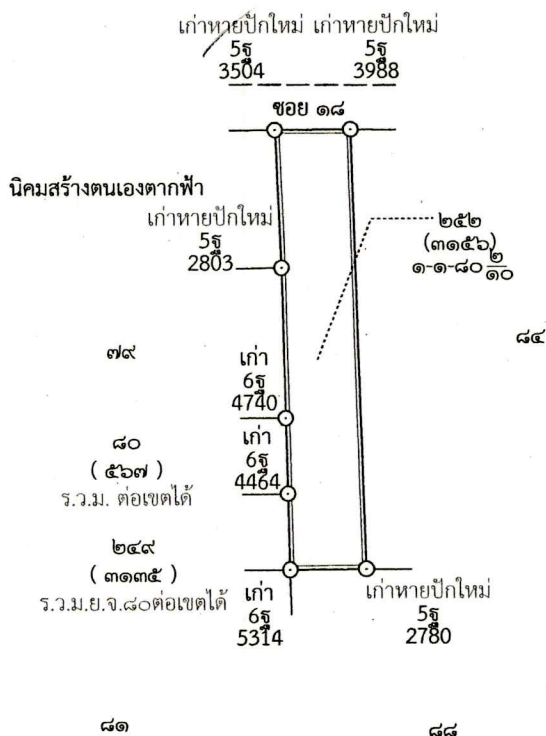 เก่าหายปักใหม่ เก่าหายปักใหม่
5ฐ 5ฐ
3504 3988
ซอย ๑๘
นิคมสร้างตนเองตากฟ้า
เก่าหายปักใหม่
5ฐ
2803
๒๕๒
(๓๑๕๖)
๑-๑-๘๐ ๒/๑๐
๘๔
๗๙
เก่า
6ฐ
4740
เก่า
6ฐ
4464
๘๐
( ๕๖๗ )
ร.ว.ม. ต่อเขตได้
๒๔๙
( ๓๑๓๕ )
ร.ว.ม.ย.จ.๘๐ต่อเขตได้
เก่า
6ฐ
5314
เก่าหายปักใหม่
5ฐ
2780
๘๑ ๘๘